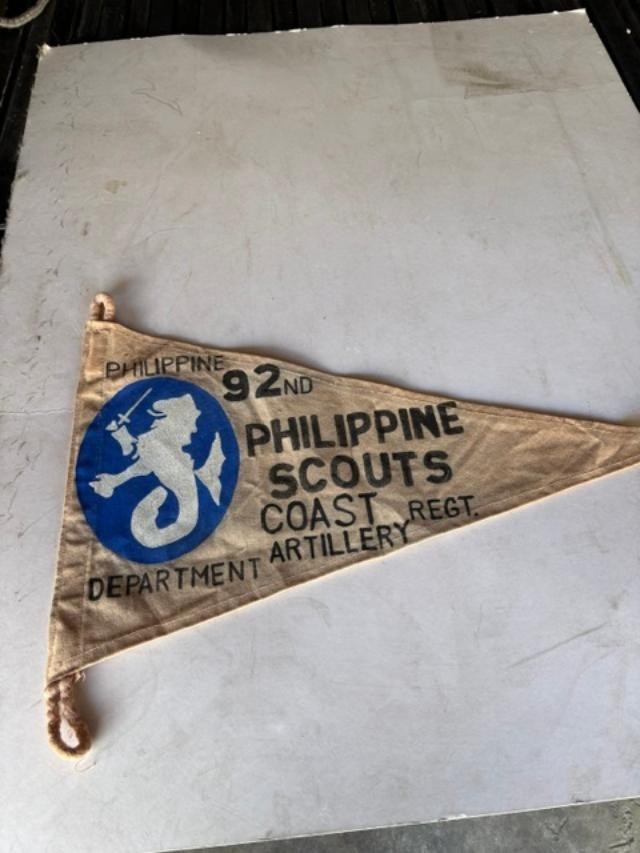 PHILIPPINE
92ND
PHILIPPINE
SCOUTS
COAST
ARTILLERY REGT.
DEPARTMENT